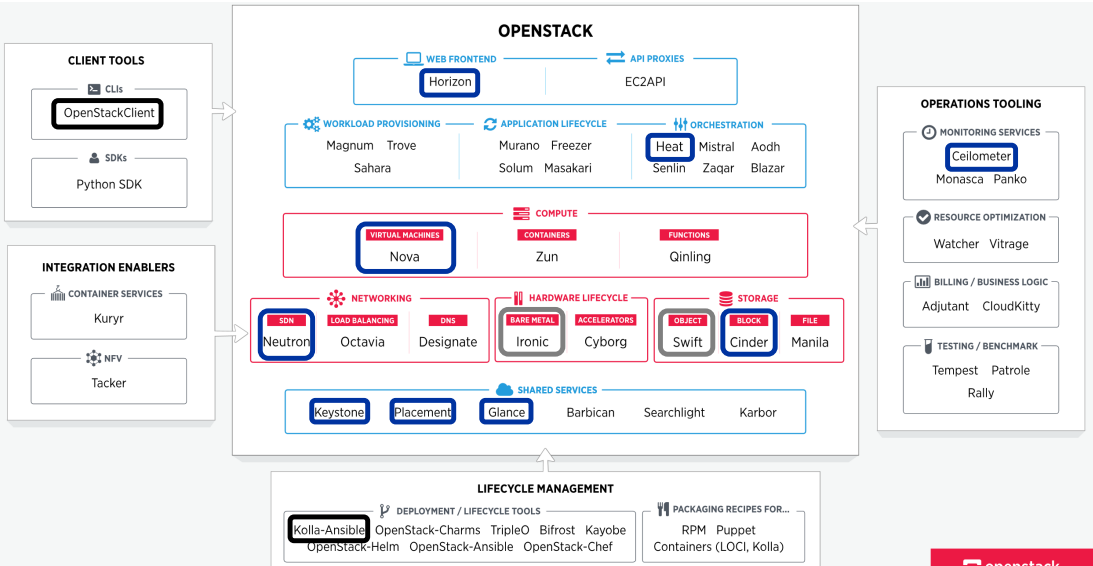 OPENSTACK
WEB FRONTEND
API PROXIES
Horizon
EC2API
WORKLOAD PROVISIONING
APPLICATION LIFECYCLE
ORCHESTRATION
Magnum Trove
Murano Freezer
Heat Mistral Aodh
Sahara
Solum Masakari
Senlin Zaqar Blazar
COMPUTE
VIRTUAL MACHINES
CONTAINERS
FUNCTIONS
Nova
Zun
Qinling
NETWORKING
HARDWARE LIFECYCLE
STORAGE
SDN
LOAD BALANCING
DNS
BARE METAL
ACCELERATORS
OBJECT
BLOCK
FILE
Neutron
Octavia
Designate
Ironic
Cyborg
Swift
Cinder
Manila
SHARED SERVICES
Keystone
Placement
Glance
Barbican
Searchlight
Karbor
CLIENT TOOLS
CLIs
OpenStackClient
SDKs
Python SDK
INTEGRATION ENABLERS
CONTAINER SERVICES
Kuryr
NFV
Tacker
OPERATIONS TOOLING
MONITORING SERVICES
Ceilometer
Monasca Panko
RESOURCE OPTIMIZATION
Watcher Vitrage
BILLING / BUSINESS LOGIC
Adjutant CloudKitty
TESTING / BENCHMARK
Tempest Patrole
Rally
LIFECYCLE MANAGEMENT
DEPLOYMENT / LIFECYCLE TOOLS
Kolla-Ansible OpenStack-Charms TripleO Bifrost Kayobe
OpenStack-Helm OpenStack-Ansible OpenStack-Chef
PACKAGING RECIPES FOR...
RPM Puppet
Containers (LOCI, Kolla)
openstack